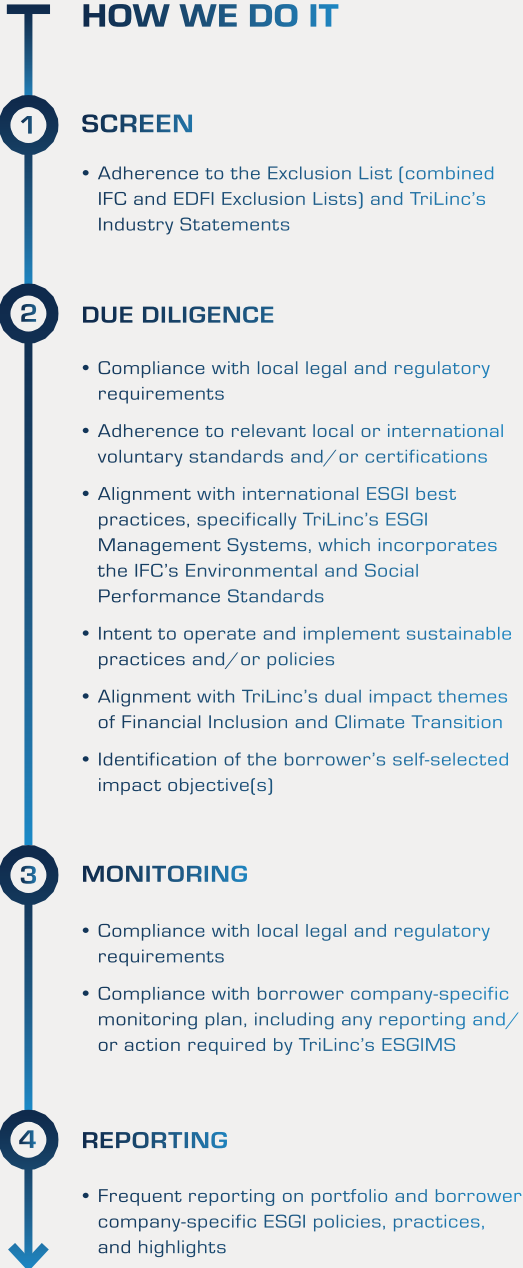 HOW WE DO IT
1
SCREEN
• Adherence to the Exclusion List (combined
IFC and EDFI Exclusion Lists) and TriLinc's
Industry Statements
2
DUE DILIGENCE
• Compliance with local legal and regulatory
requirements
• Adherence to relevant local or international
voluntary standards and/or certifications
• Alignment with international ESGI best
practices, specifically TriLinc's ESGI
Management Systems, which incorporates
the IFC's Environmental and Social
Performance Standards
• Intent to operate and implement sustainable
practices and/or policies
• Alignment with TriLinc's dual impact themes
of Financial Inclusion and Climate Transition
• Identification of the borrower's self-selected
impact objective(s)
3
MONITORING
• Compliance with local legal and regulatory
requirements
• Compliance with borrower company-specific
monitoring plan, including any reporting and/
or action required by TriLinc's ESGIMS
4
REPORTING
• Frequent reporting on portfolio and borrower
company-specific ESGI policies, practices,
and highlights